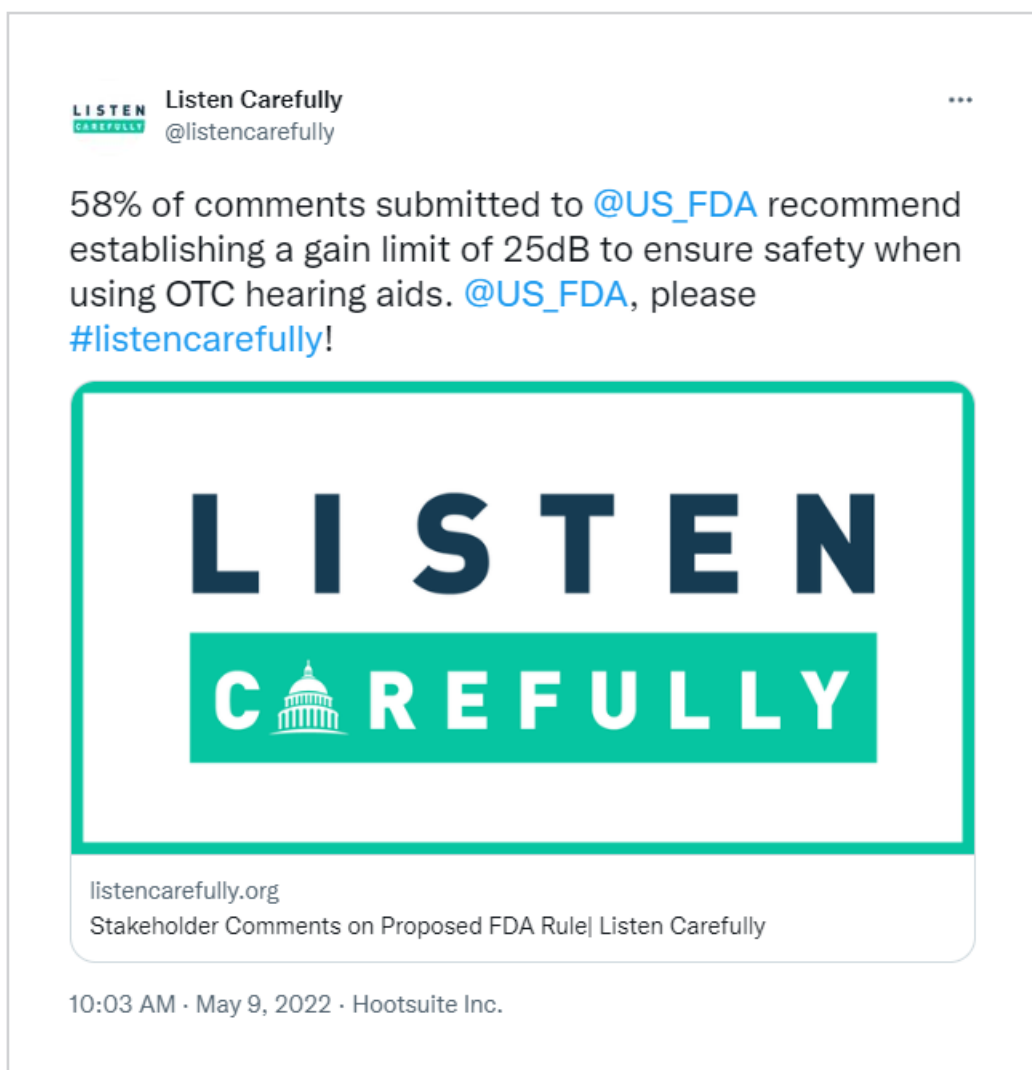 LISTEN
CAREFULLY
Listen Carefully
@listencarefully
58% of comments submitted to @US_FDA recommend
establishing a gain limit of 25dB to ensure safety when
using OTC hearing aids. @US_FDA, please
#listencarefully!
LISTEN
CAREFULLY
listencarefully.org
Stakeholder Comments on Proposed FDA Rule| Listen Carefully
10:03 AM · May 9, 2022 · Hootsuite Inc.